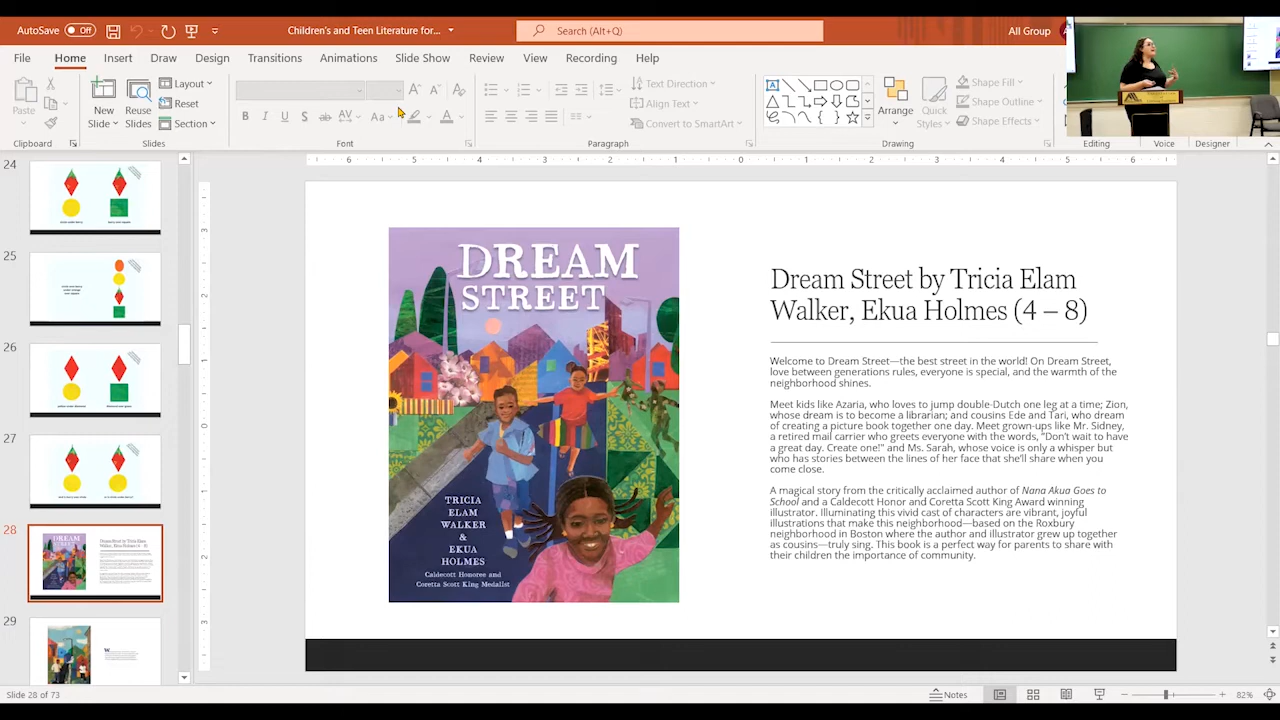 AutoSave Off
Children's and Teen Literature for...
Search (Alt+Q)
All Group
File Home Insert Draw Design Transitions Animations Slide Show Review View Recording Help
Paste
New Slide
Reuse Slides
Layout
Reset
Section
Text Direction
Align Text
Convert to SmartArt
Arrange
Quick Styles
Shape Fill
Shape Outline
Shape Effects
Clipboard Slides Font Paragraph Drawing Editing Voice Designer
24
25
26
27
28
29
DREAM
STREET
TRICIA
ELAM
WALKER
&
EKUA
HOLMES
Caldecott Honoree and
Coretta Scott King Medalist
Dream Street by Tricia Elam
Walker, Ekua Holmes (4 – 8)
Welcome to Dream Street—the best street in the world! On Dream Street,
love between generations rules, everyone is special, and the warmth of the
neighborhood shines.
Meet kids like Azaria, who loves to jump double-Dutch one leg at a time; Zion,
whose dream is to become a librarian; and cousins Ede and Tari, who dream
of creating a picture book together one day. Meet grown-ups like Mr. Sidney,
a retired mail carrier who greets everyone with the words, "Don't wait to have
a great day. Create one!" and Ms. Sarah, whose voice is only a whisper but
who has stories between the lines of her face that she'll share when you
come close.
A magical story from the critically acclaimed author of Nana Akua Goes to
School and a Caldecott Honor and Coretta Scott King Award winning
illustrator. Illuminating this vivid cast of characters are vibrant, joyful
illustrations that make this neighborhood—based on the Roxbury
neighborhood in Boston where the author and illustrator grew up together
as cousins—truly sing. This book is a perfect way for parents to share with
their children the importance of community.
Slide 28 of 73
Notes
82%